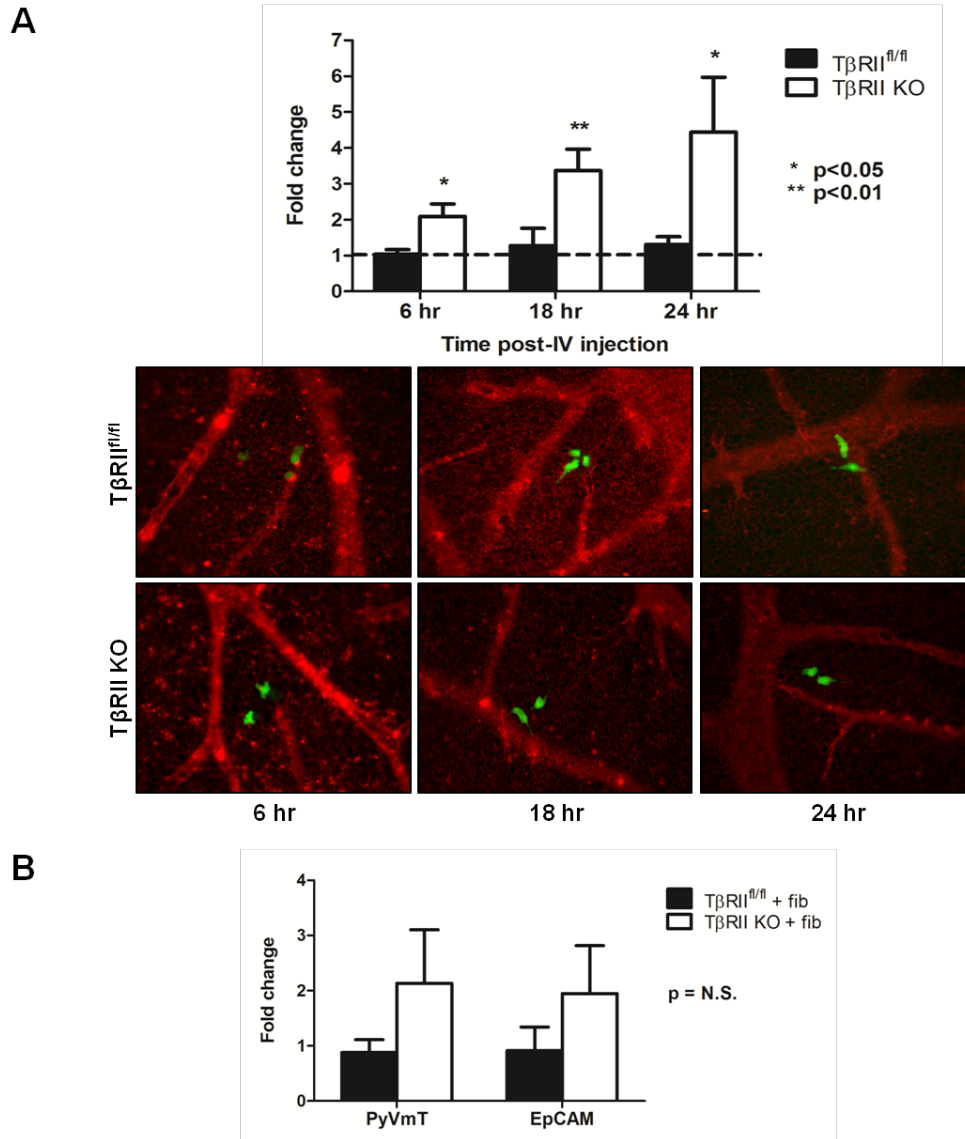 A
7
6
5
4
3
2
1
0
Fold change
TβRII^fl/fl
TβRII KO
* p<0.05
** p<0.01
*
**
*
6 hr 18 hr 24 hr
Time post-IV injection
TβRII^fl/fl
TβRII KO
6 hr 18 hr 24 hr
B
4
3
2
1
0
Fold change
TβRII^fl/fl + fib
TβRII KO + fib
p = N.S.
PyVmT EpCAM